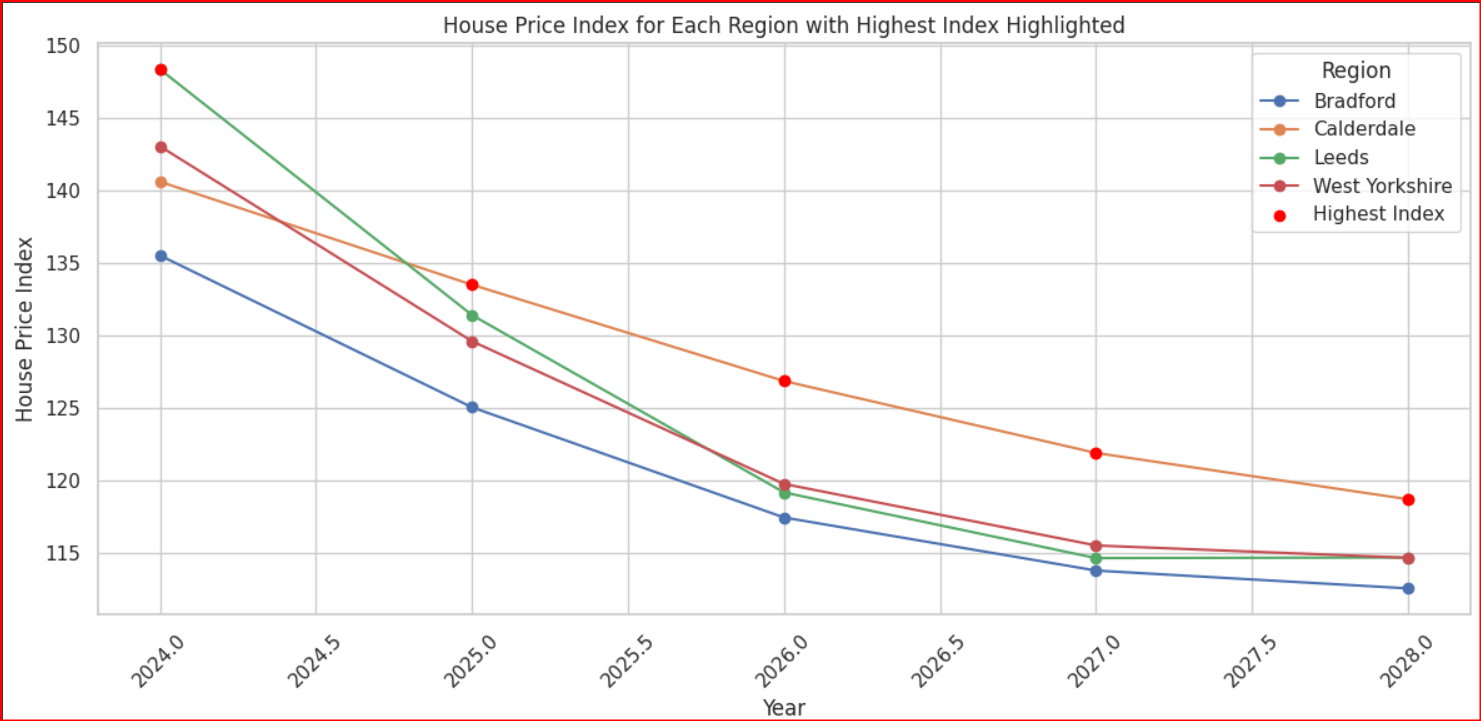 House Price Index for Each Region with Highest Index Highlighted
150
145
140
135
130
125
120
115
House Price Index
Region
Bradford
Calderdale
Leeds
West Yorkshire
Highest Index
2024.0
2024.5
2025.0
2025.5
2026.0
2026.5
2027.0
2027.5
2028.0
Year